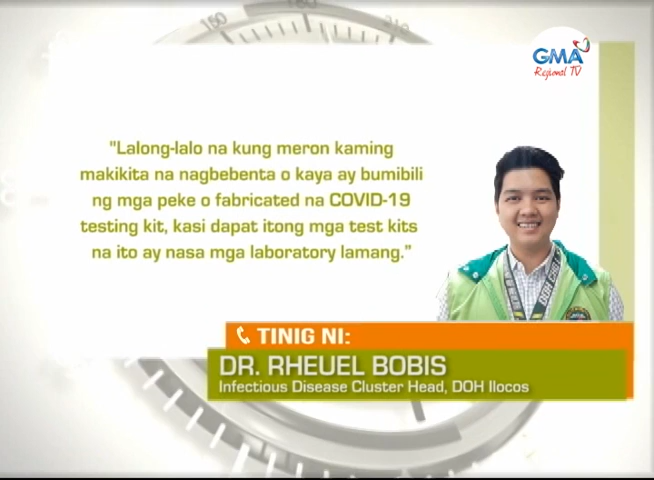 GMA
Regional TV
"Lalong-lalo na kung meron kaming
makikita na nagbebenta o kaya ay bumibili
ng mga peke o fabricated na COVID-19
testing kit, kasi dapat itong mga test kits
na ito ay nasa mga laboratory lamang."
TINIG NI:
DR. RHEUEL BOBIS
Infectious Disease Cluster Head, DOH Ilocos